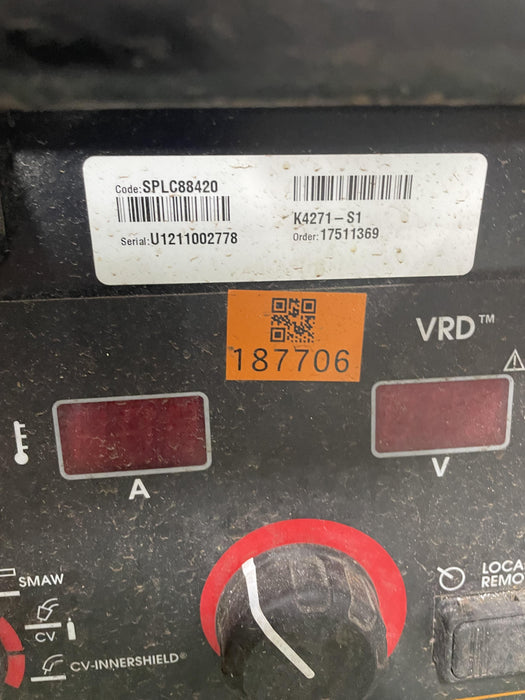 Code: SPLC88420
K4271-S1
Serial: U1211002778
Order: 17511369
187706
VRD™
A
V
SMAW
CV
CV-INNERSHIELD®
LOCA
REMO